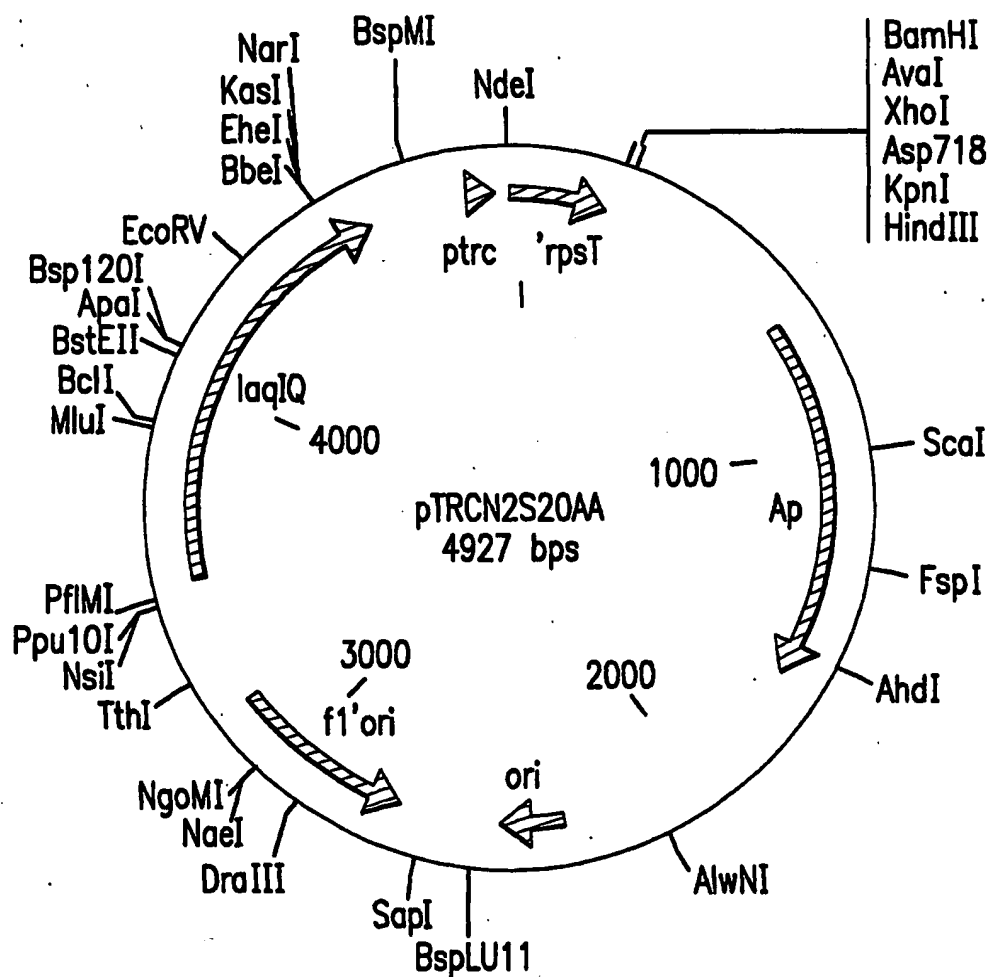 BspMI
NarI
KasI
EheI
BbeI
NdeI
BamHI
AvaI
XhoI
Asp718
KpnI
HindIII
EcoRV
Bsp120I
ApaI
BstEII
BclI
MluI
ptrc
'rpsT
laqIQ
4000
1000
ScaI
Ap
pTRCN2S20AA
4927 bps
FspI
PflMI
Ppu10I
NsiI
TthI
3000
f1'ori
2000
AhdI
ori
NgoMI
NaeI
DraIII
SapI
BspLU11
AlwNI